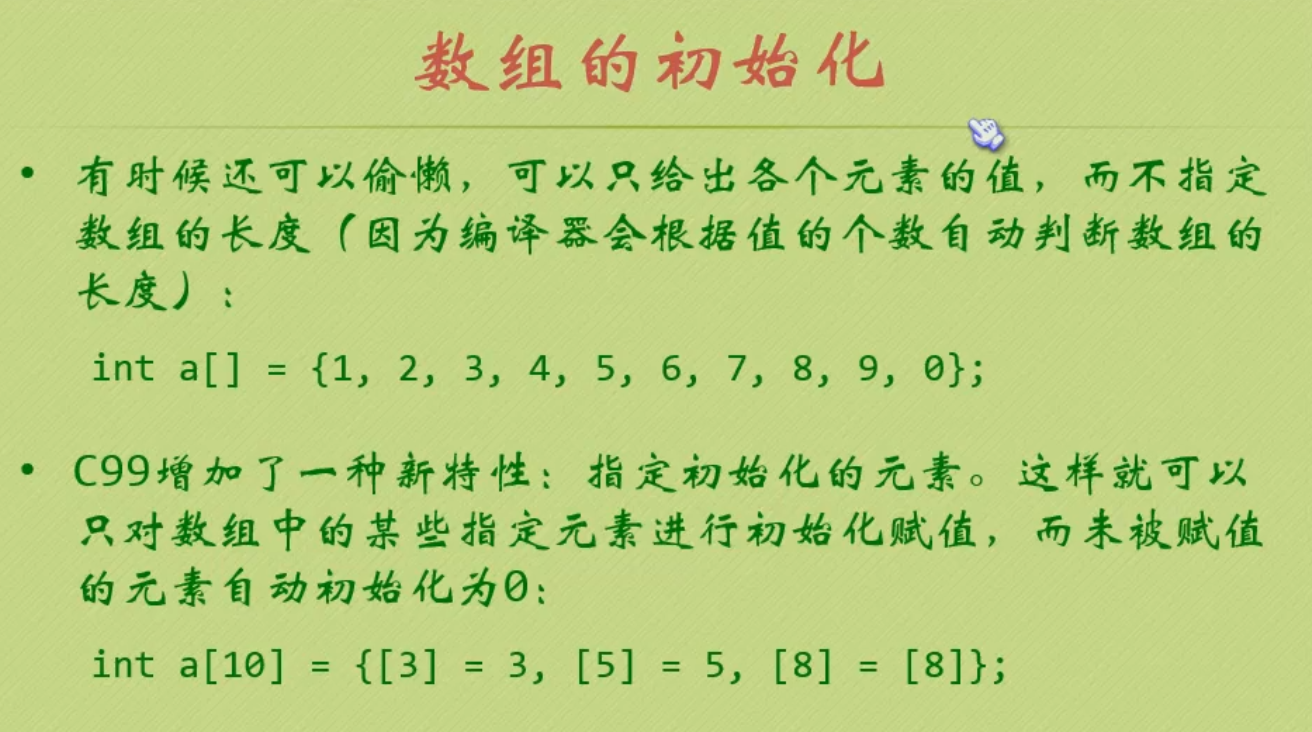 数组的初始化
• 有时候还可以偷懒，可以只给出各个元素的值，而不指定
数组的长度（因为编译器会根据值的个数自动判断数组的
长度）：
int a[] = {1, 2, 3, 4, 5, 6, 7, 8, 9, 0};
• C99增加了一种新特性：指定初始化的元素。这样就可以
只对数组中的某些指定元素进行初始化赋值，而未被赋值
的元素自动初始化为0：
int a[10] = {[3] = 3, [5] = 5, [8] = [8]};